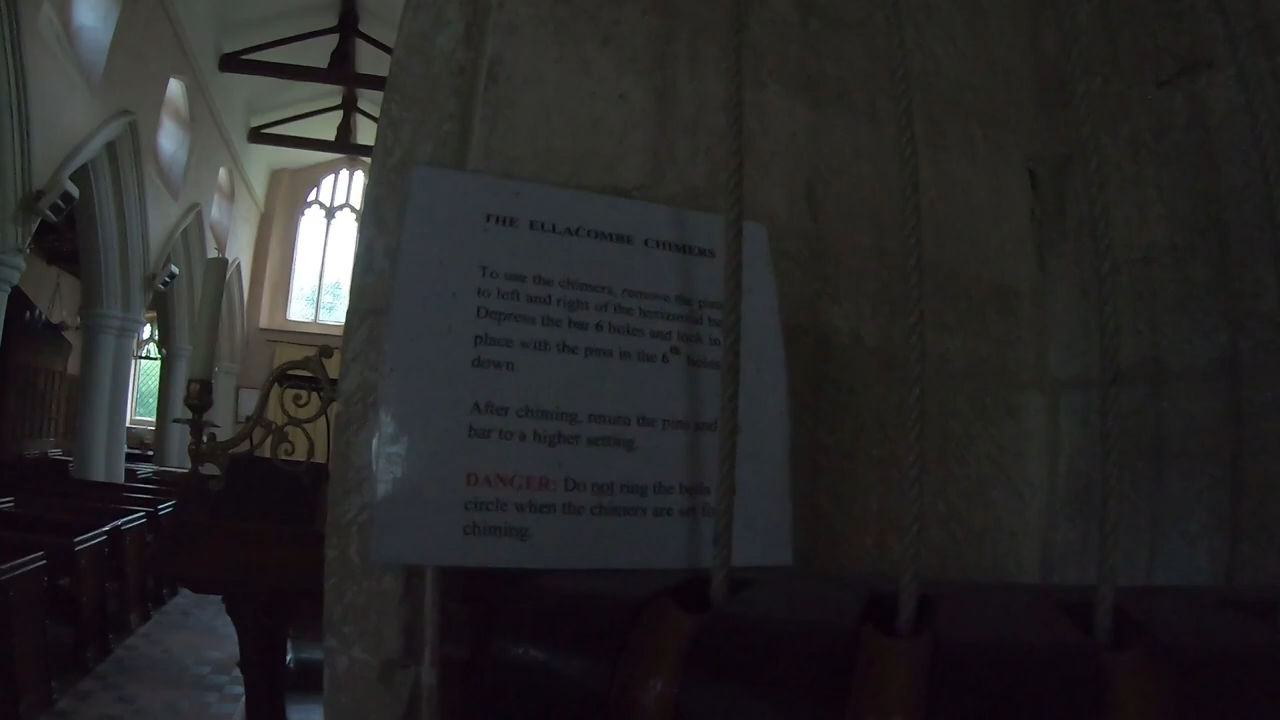 THE ELLACOMBE CHIMERS
To use the chimers, remove the pins
to left and right of the horizontal
Depress the bar 6 holes and lock in
place with the pins in the 6th holes
down.
After chiming, return the pins and
bar to a higher setting.
DANGER: Do not ring the bells
circle when the chimers are set
chiming.